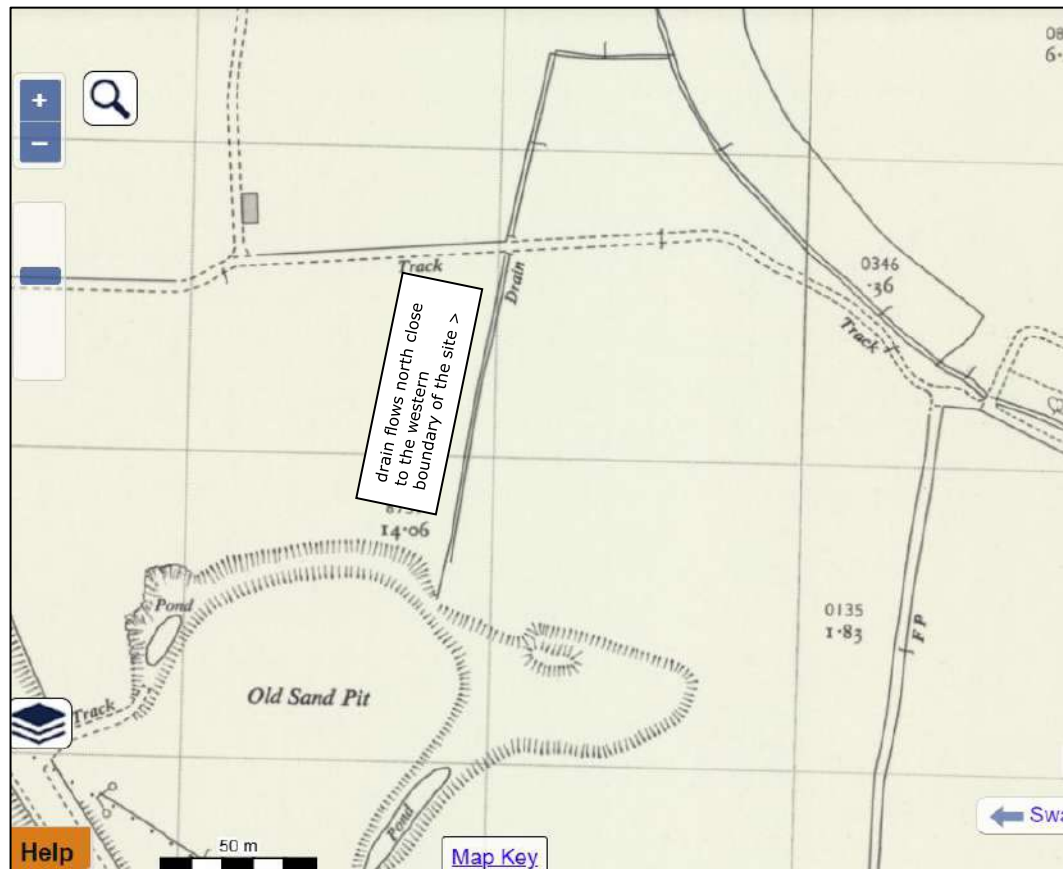 08
6·
+
−
Track
Drain
0346
·36
Track
drain flows north close
to the western
boundary of the site >
14·06
Pond
0135
1·83
FP
Old Sand Pit
Track
Pond
Swa
Help
50 m
Map Key